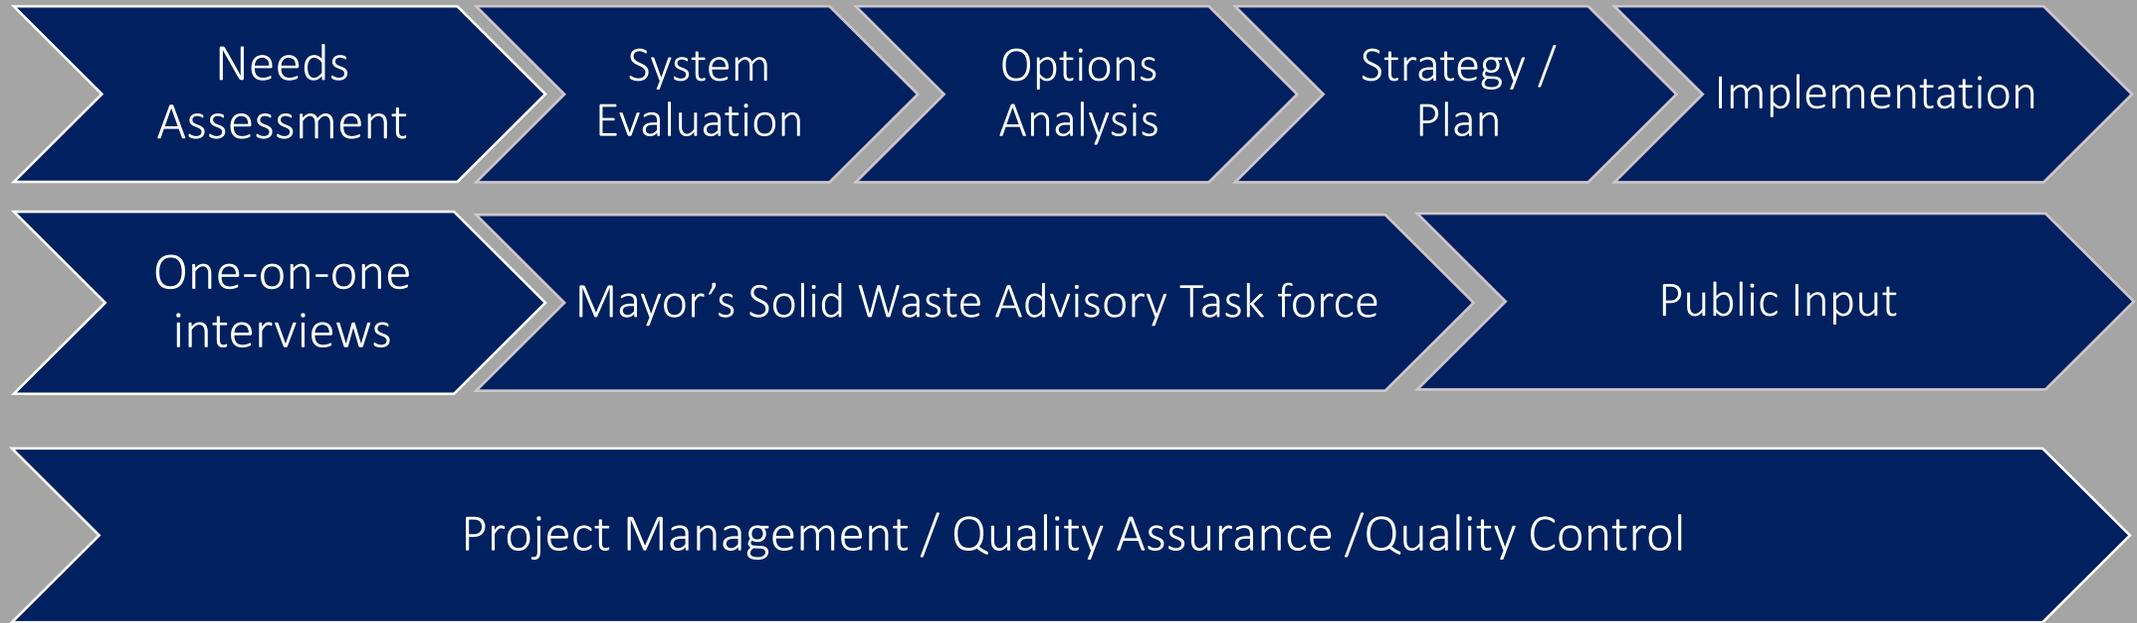 Needs
Assessment
System
Evaluation
Options
Analysis
Strategy /
Plan
Implementation
One-on-one
interviews
Mayor’s Solid Waste Advisory Task force
Public Input
Project Management / Quality Assurance /Quality Control